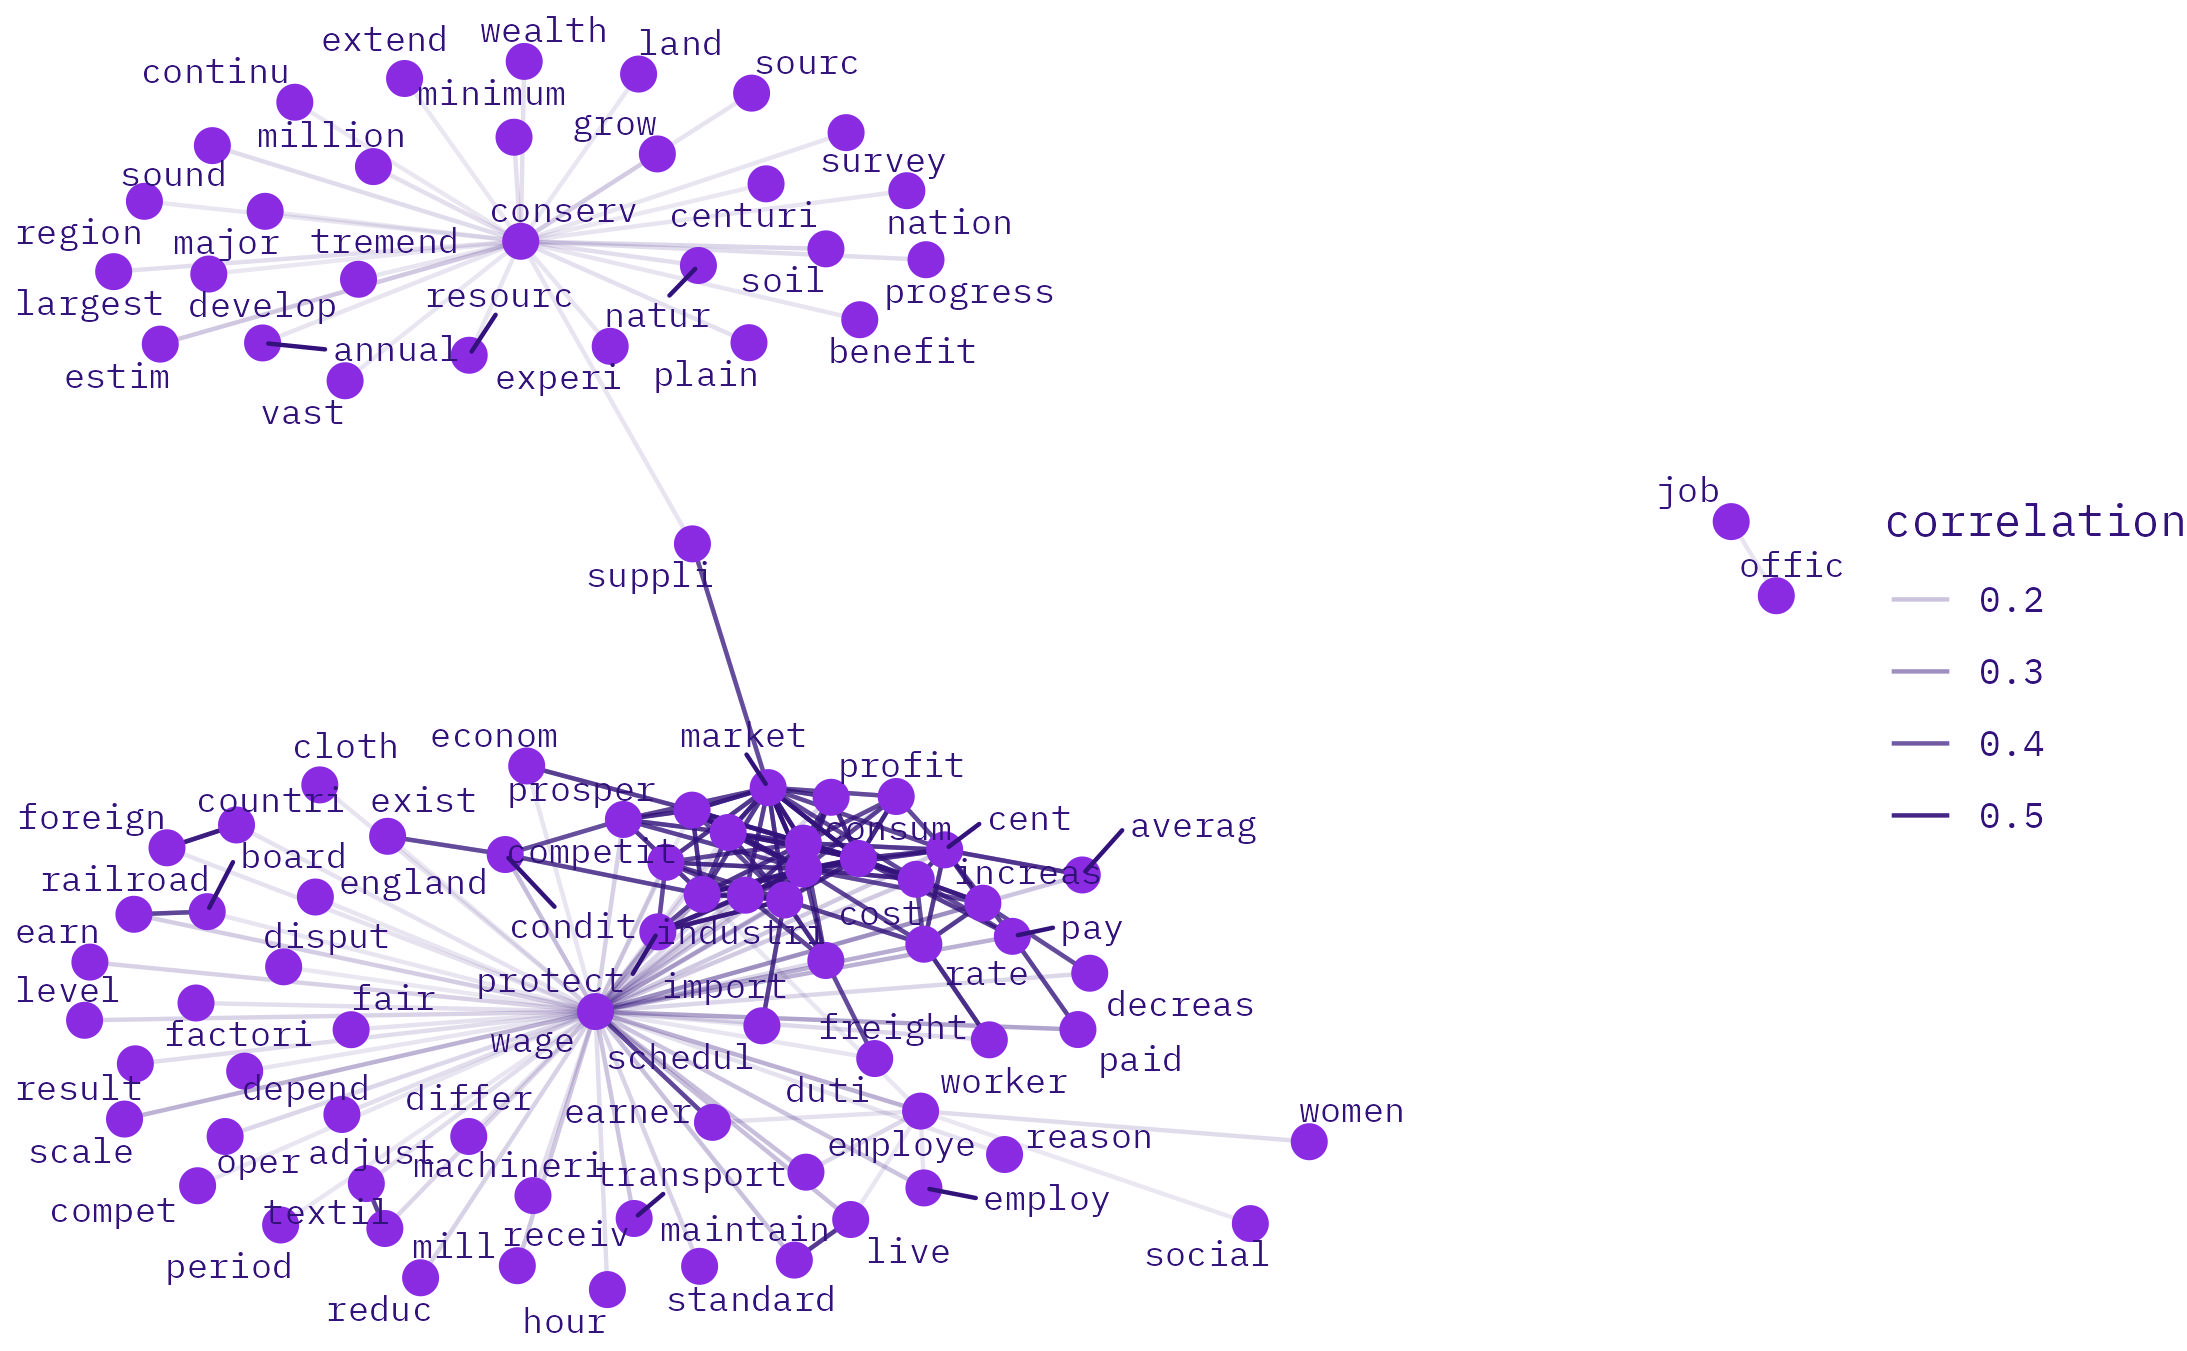 wealth
extend
land
sourc
continu
minimum
million
grow
survey
sound
conserv
centuri
nation
region
major
tremend
soil
progress
largest
develop
resourc
natur
annual
benefit
estim
experi
plain
vast
job
correlation
offic
suppli
0.2
0.3
0.4
0.5
cloth
econom
market
profit
prosper
countri
exist
foreign
consum
cent
averag
board
competit
railroad
england
increas
cost
earn
disput
condit
industri
pay
level
protect
import
rate
fair
decreas
factori
wage
freight
schedul
paid
result
depend
differ
duti
worker
earner
women
scale
oper
adjust
machineri
transport
employe
reason
compet
textil
employ
period
mill
receiv
maintain
live
social
reduc
hour
standard